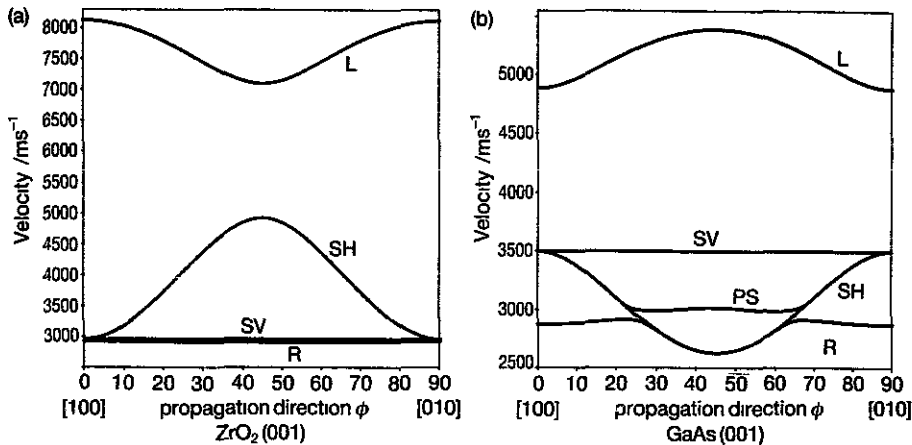 (a)
8000
7500
7000
6500
6000
5500
5000
4500
4000
3500
3000
Velocity /ms⁻¹
L
SH
SV
R
0 10 20 30 40 50 60 70 80 90
[100] propagation direction ϕ [010]
ZrO₂(001)
(b)
5000
4500
4000
3500
3000
2500
Velocity /ms⁻¹
L
SV
PS
SH
R
0 10 20 30 40 50 60 70 80 90
[100] propagation direction ϕ [010]
GaAs(001)